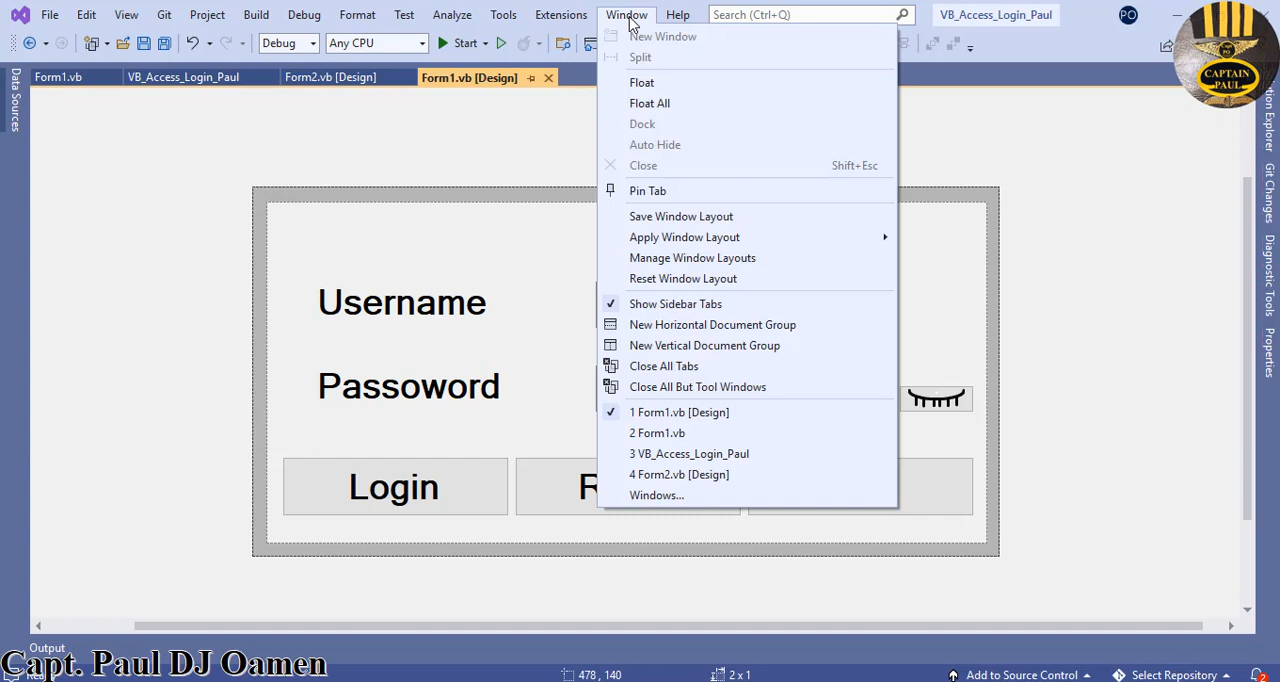 File Edit View Git Project Build Debug Format Test Analyze Tools Extensions Window Help Search (Ctrl+Q) VB_Access_Login_Paul PO
Debug Any CPU Start
CAPTAIN
PAUL
Form1.vb VB_Access_Login_Paul Form2.vb [Design] Form1.vb [Design]
Data Sources
New Window
Split
Float
Float All
Dock
Auto Hide
Close Shift+Esc
Pin Tab
Save Window Layout
Apply Window Layout
Manage Window Layouts
Reset Window Layout
Show Sidebar Tabs
New Horizontal Document Group
New Vertical Document Group
Close All Tabs
Close All But Tool Windows
1 Form1.vb [Design]
2 Form1.vb
3 VB_Access_Login_Paul
4 Form2.vb [Design]
Windows...
Username
Passoword
Login R
Explorer
Git Changes
Diagnostic Tools
Properties
Output
Capt. Paul DJ Oamen
478 , 140 2 x 1 Add to Source Control Select Repository 2